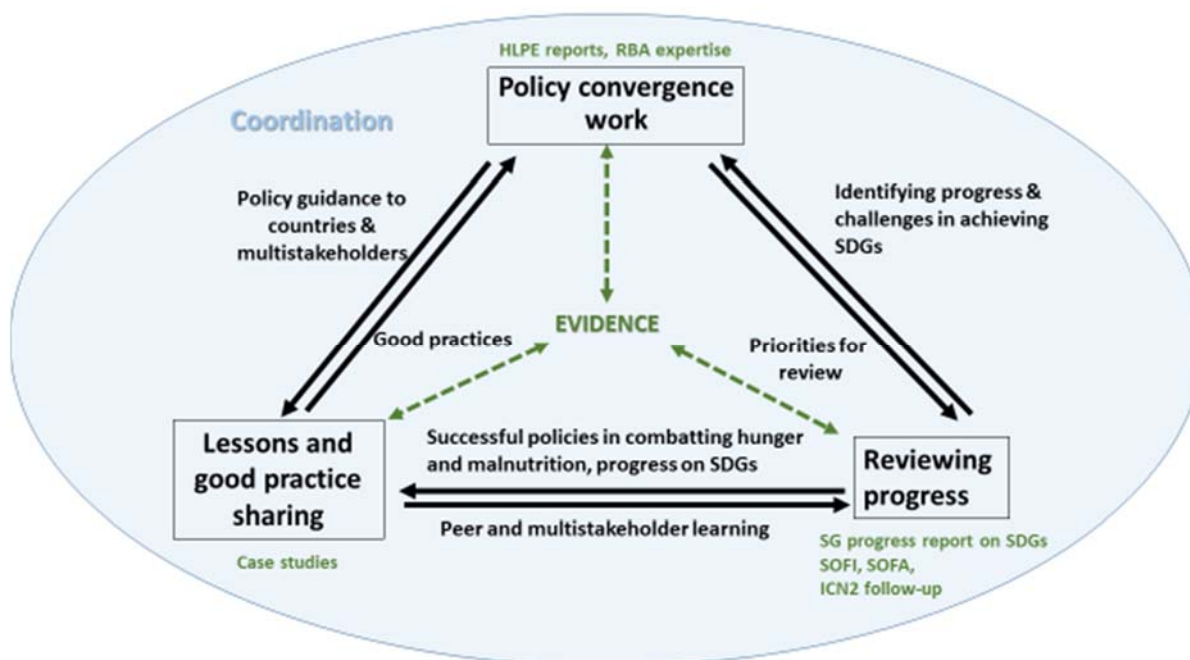 HLPE reports, RBA expertise
Policy convergence
work
Coordination
Policy guidance to
countries &
multistakeholders
Identifying progress &
challenges in achieving
SDGs
EVIDENCE
Good practices
Priorities for
review
Lessons and
good practice
sharing
Successful policies in combatting hunger
and malnutrition, progress on SDGs
Reviewing
progress
Peer and multistakeholder learning
Case studies
SG progress report on SDGs
SOFI, SOFA,
ICN2 follow-up